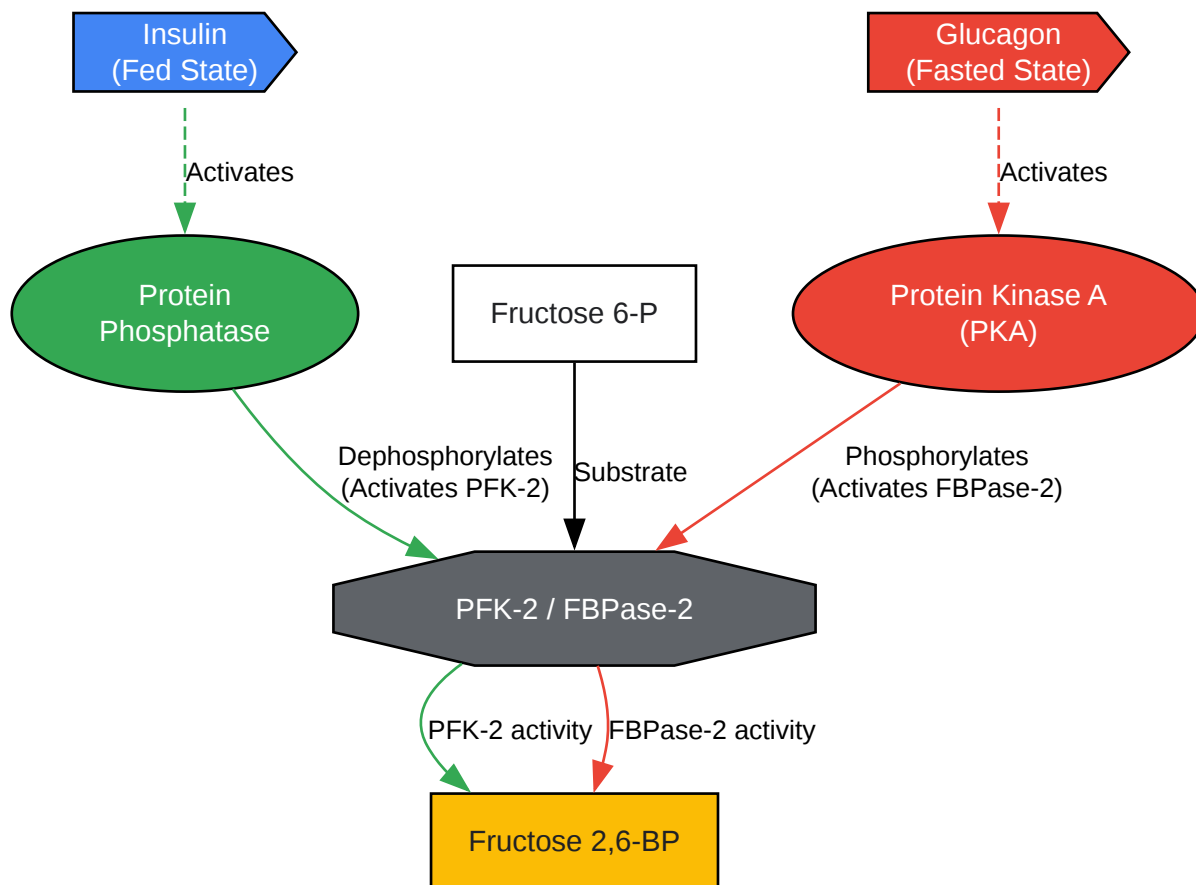 Insulin
(Fed State)
Glucagon
(Fasted State)
Activates
Activates
Protein
Phosphatase
Fructose 6-P
Protein Kinase A
(PKA)
Dephosphorylates
(Activates PFK-2)
Substrate
Phosphorylates
(Activates FBPase-2)
PFK-2 / FBPase-2
PFK-2 activity
FBPase-2 activity
Fructose 2,6-BP